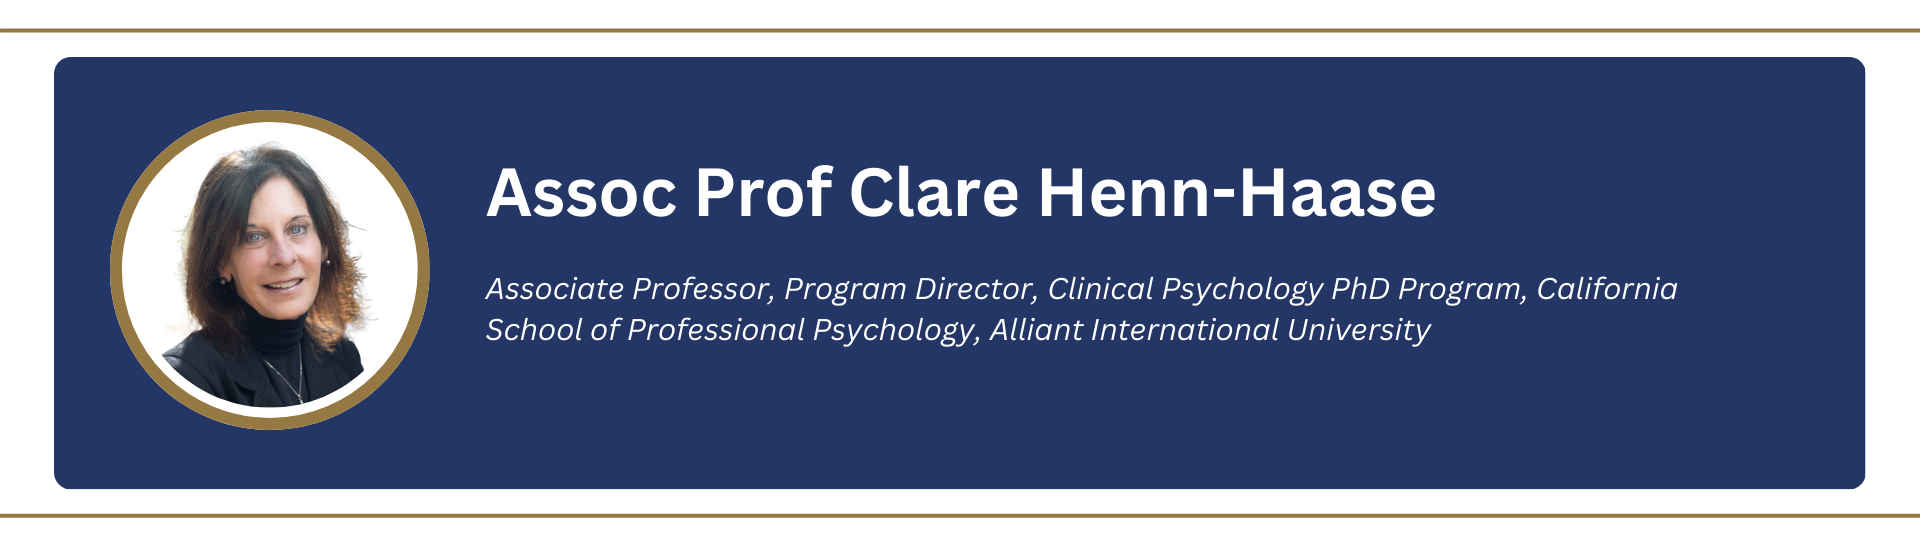 Assoc Prof Clare Henn-Haase
Associate Professor, Program Director, Clinical Psychology PhD Program, California
School of Professional Psychology, Alliant International University